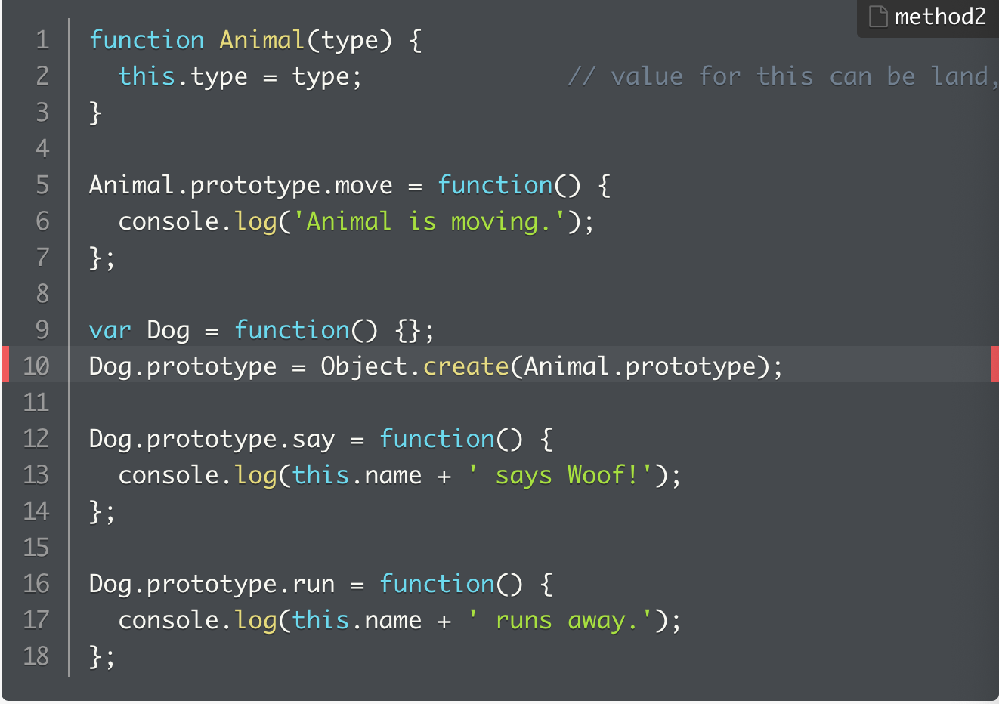 method2
1 function Animal(type) {
2   this.type = type;              // value for this can be land,
3 }
4
5 Animal.prototype.move = function() {
6   console.log('Animal is moving.');
7 };
8
9 var Dog = function() {};
10 Dog.prototype = Object.create(Animal.prototype);
11
12 Dog.prototype.say = function() {
13   console.log(this.name + ' says Woof!');
14 };
15
16 Dog.prototype.run = function() {
17   console.log(this.name + ' runs away.');
18 };